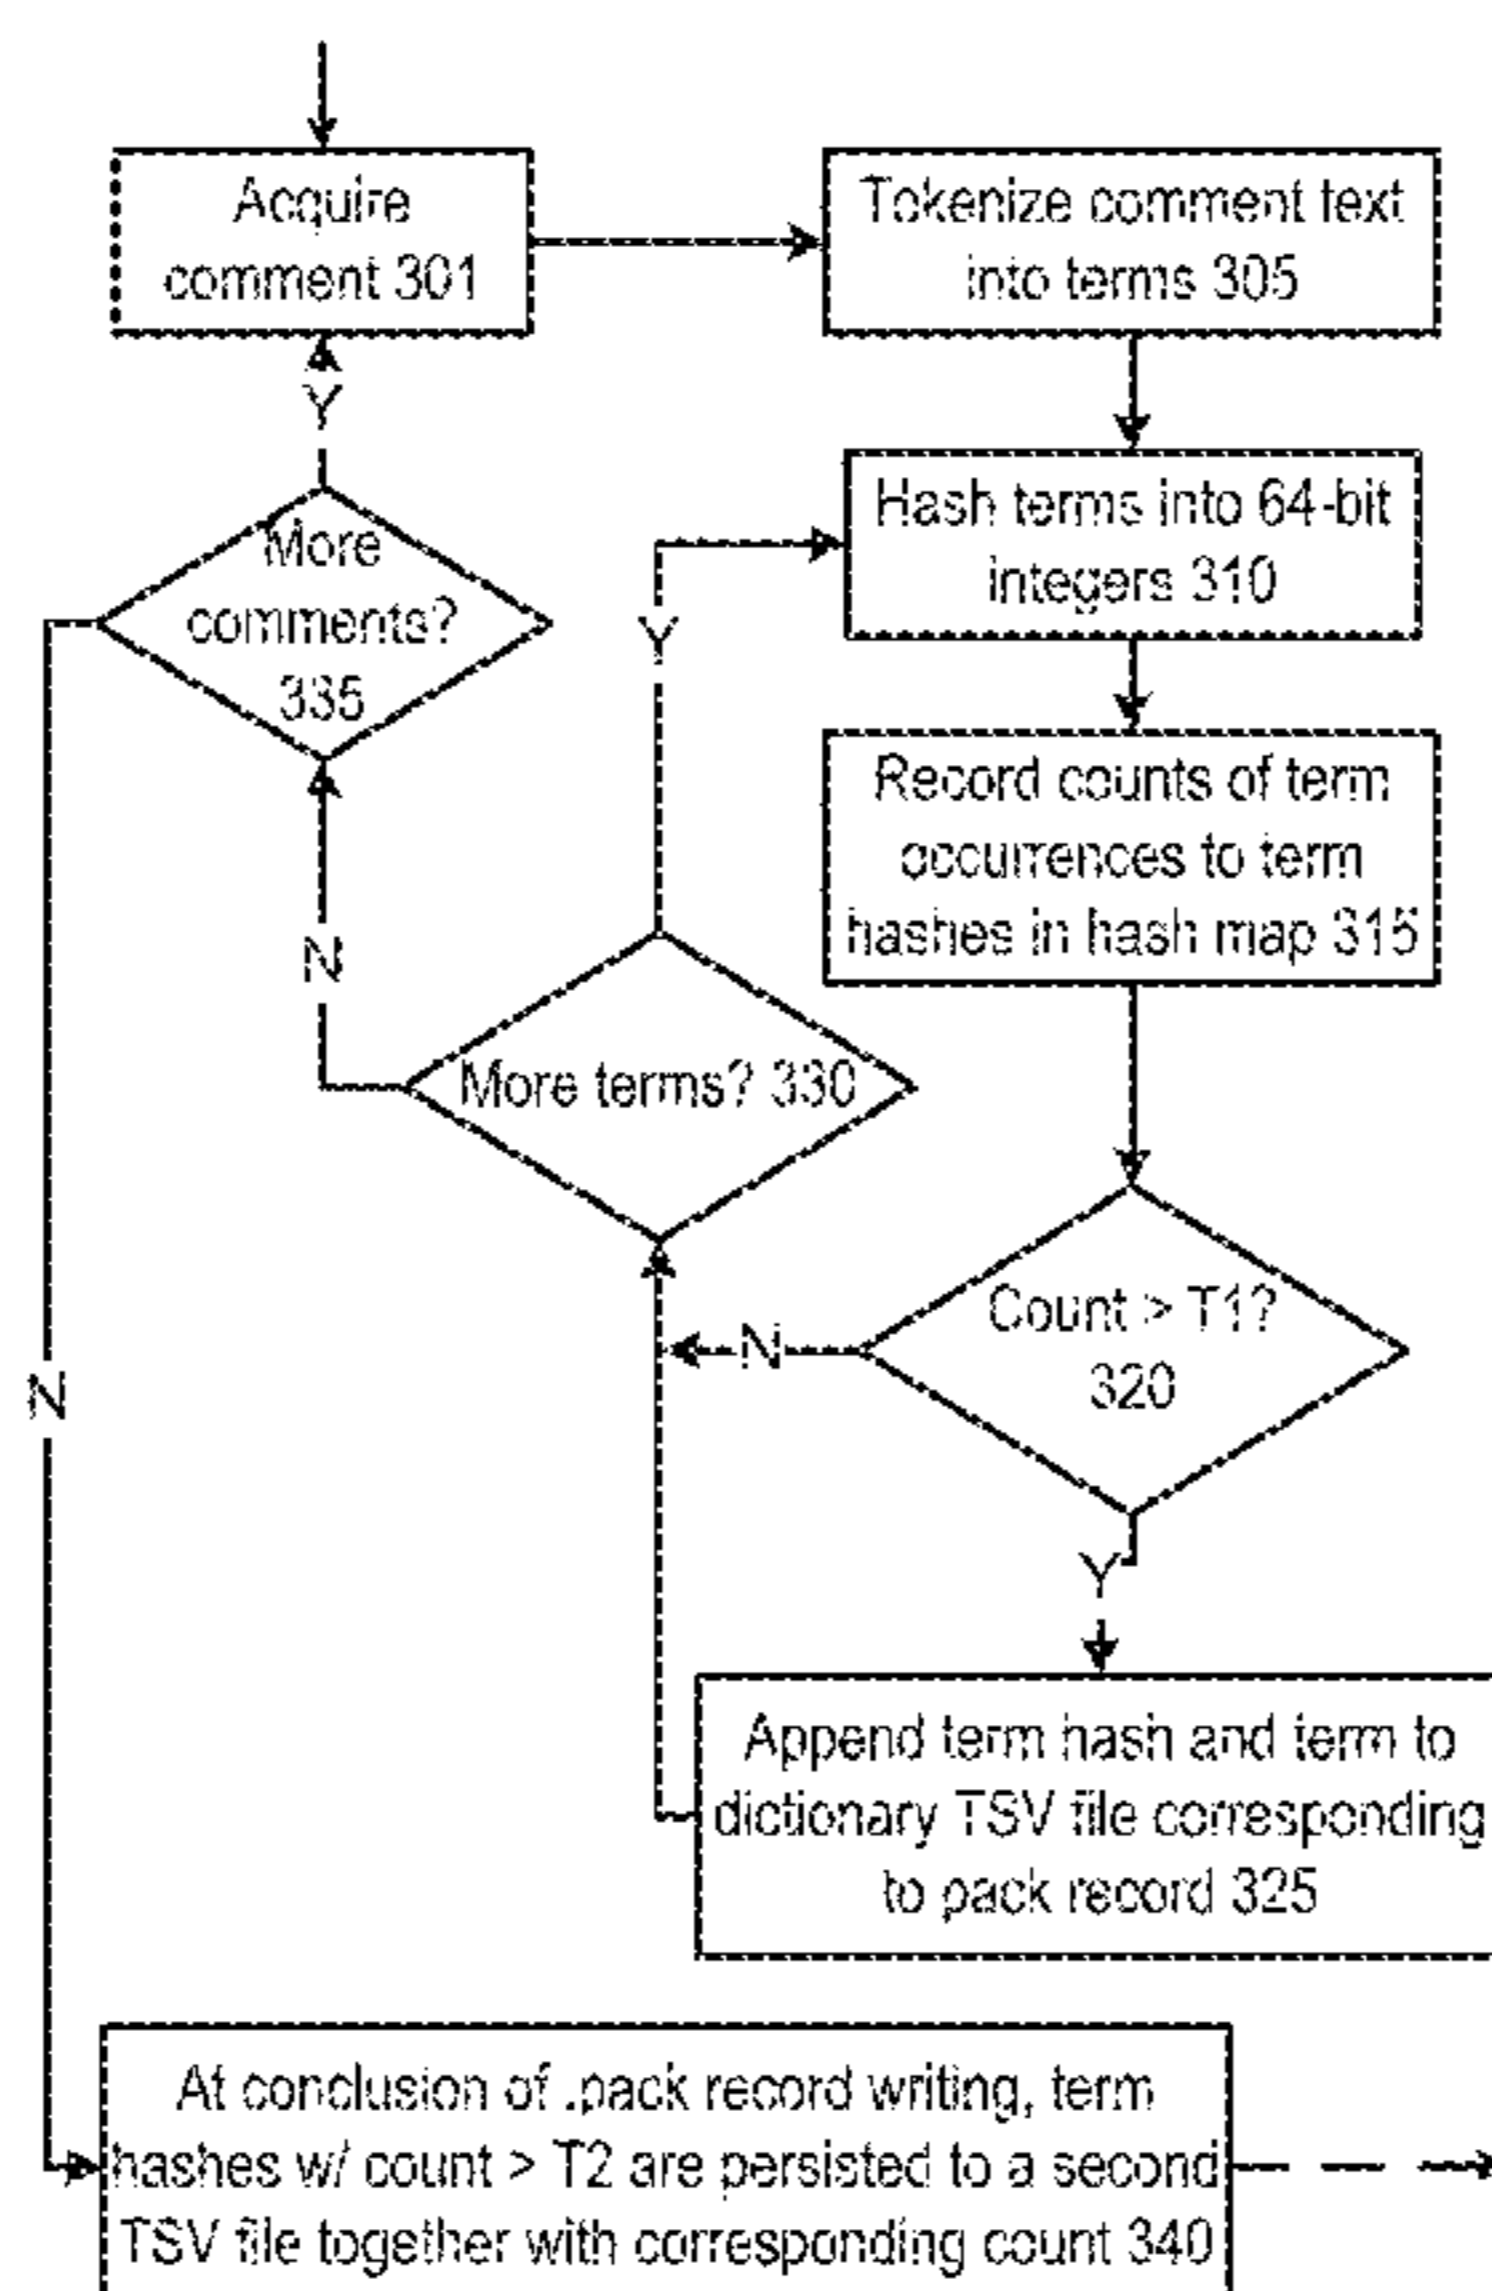 Acquire
comment 301
Tokenize comment text
into terms 305
Y
More
comments?
335
Hash terms into 64-bit
integers 310
Y
Record counts of term
occurrences to term
hashes in hash map 315
N
More terms? 330
Count > T1?
320
N
N
Y
Append term hash and term to
dictionary TSV file corresponding
to pack record 325
At conclusion of .pack record writing, term
hashes w/ count > T2 are persisted to a second
TSV file together with corresponding count 340